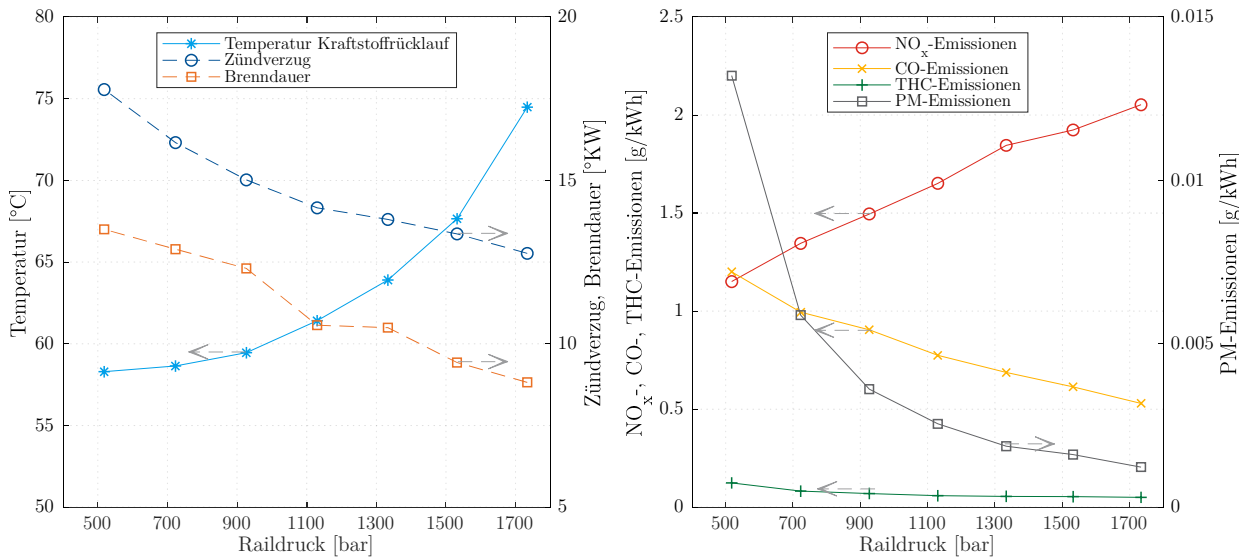 80
75
70
65
60
55
50
Temperatur [°C]
Temperatur Kraftstoffrücklauf
Zündverzug
Brenndauer
20
15
10
5
Zündverzug, Brenndauer [°KW]
500 700 900 1100 1300 1500 1700
Raildruck [bar]
2.5
2
1.5
1
0.5
0
NOx-, CO-, THC-Emissionen [g/kWh]
NOx-Emissionen
CO-Emissionen
THC-Emissionen
PM-Emissionen
0.015
0.01
0.005
0
PM-Emissionen [g/kWh]
500 700 900 1100 1300 1500 1700
Raildruck [bar]